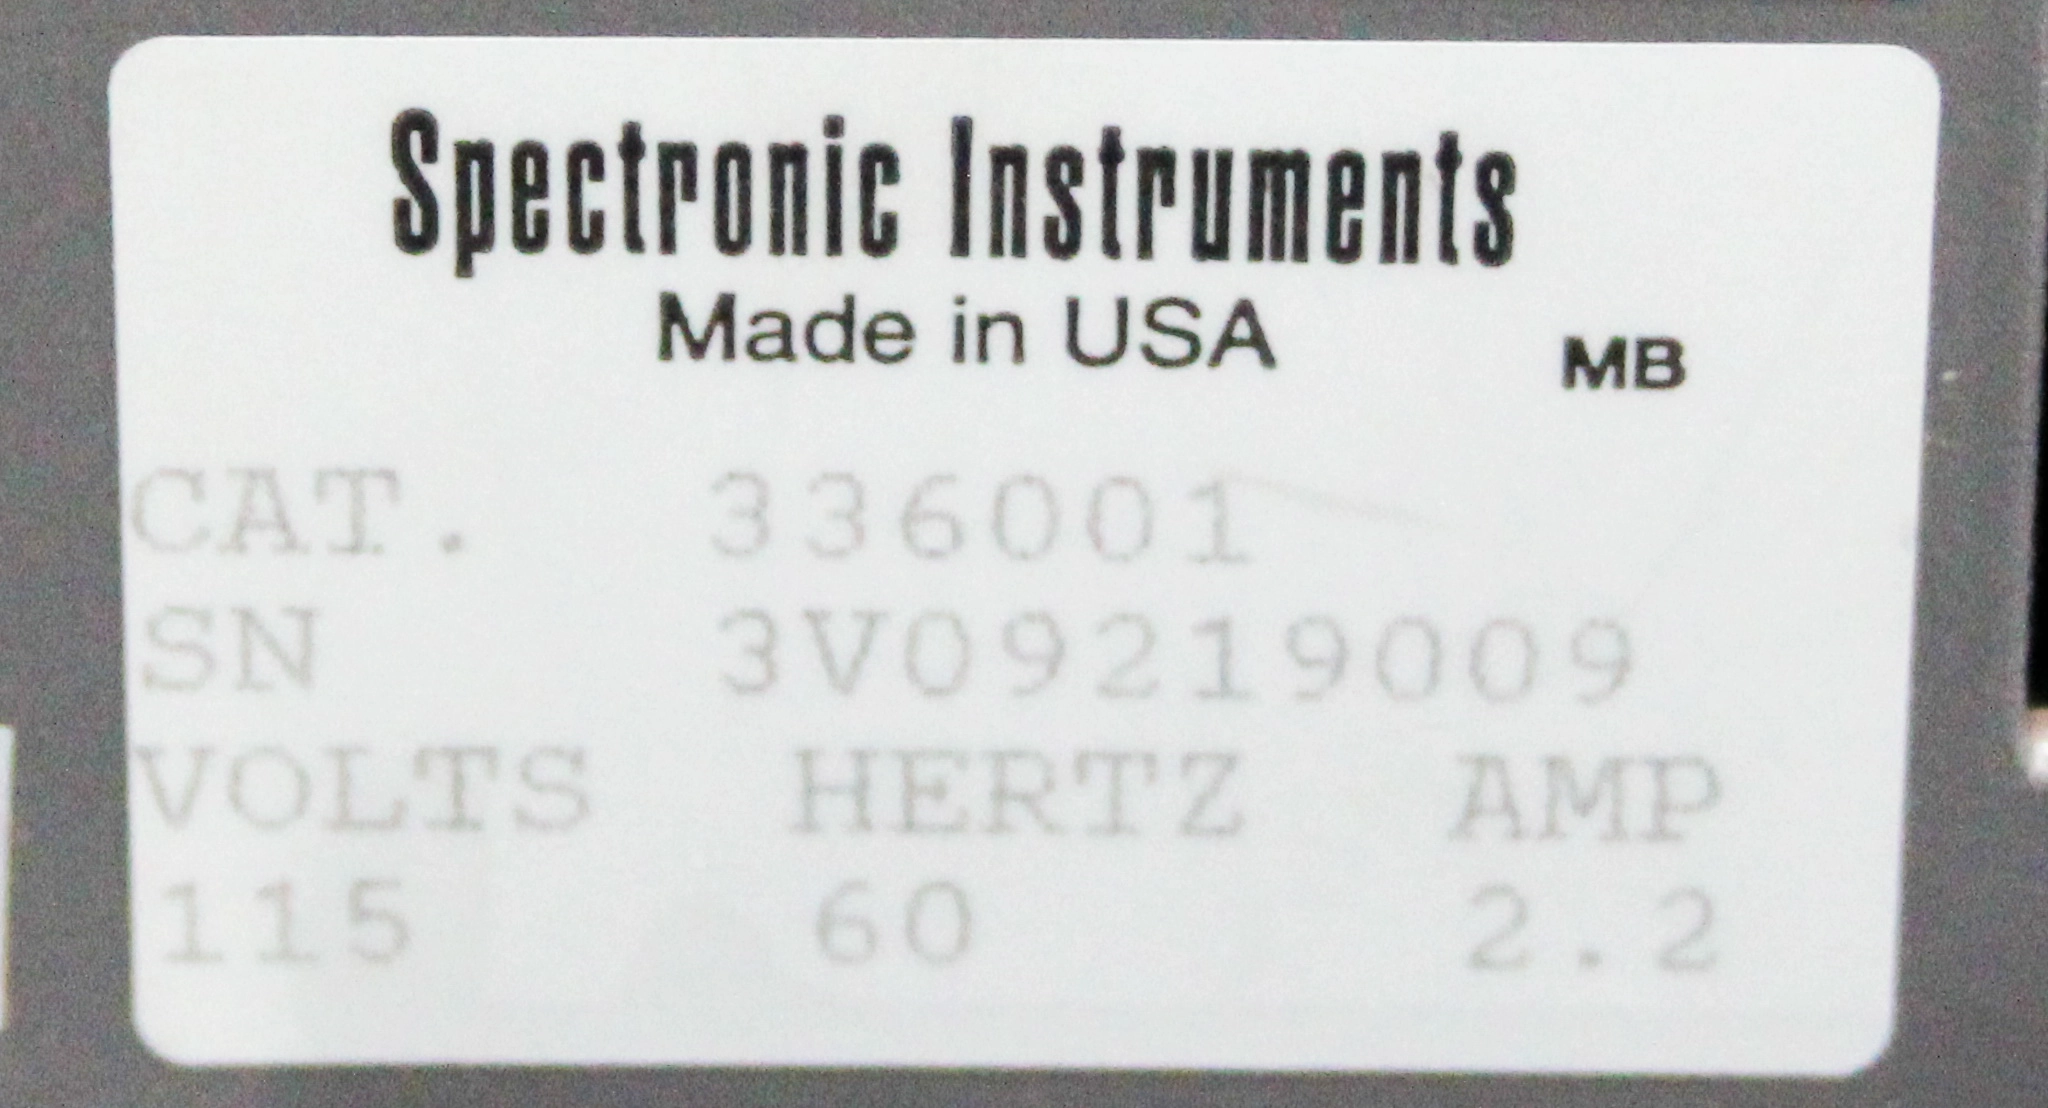 Spectronic Instruments
Made in USA
MB
CAT. 336001
SN 3V09219009
VOLTS HERTZ AMP
115 60 2.2